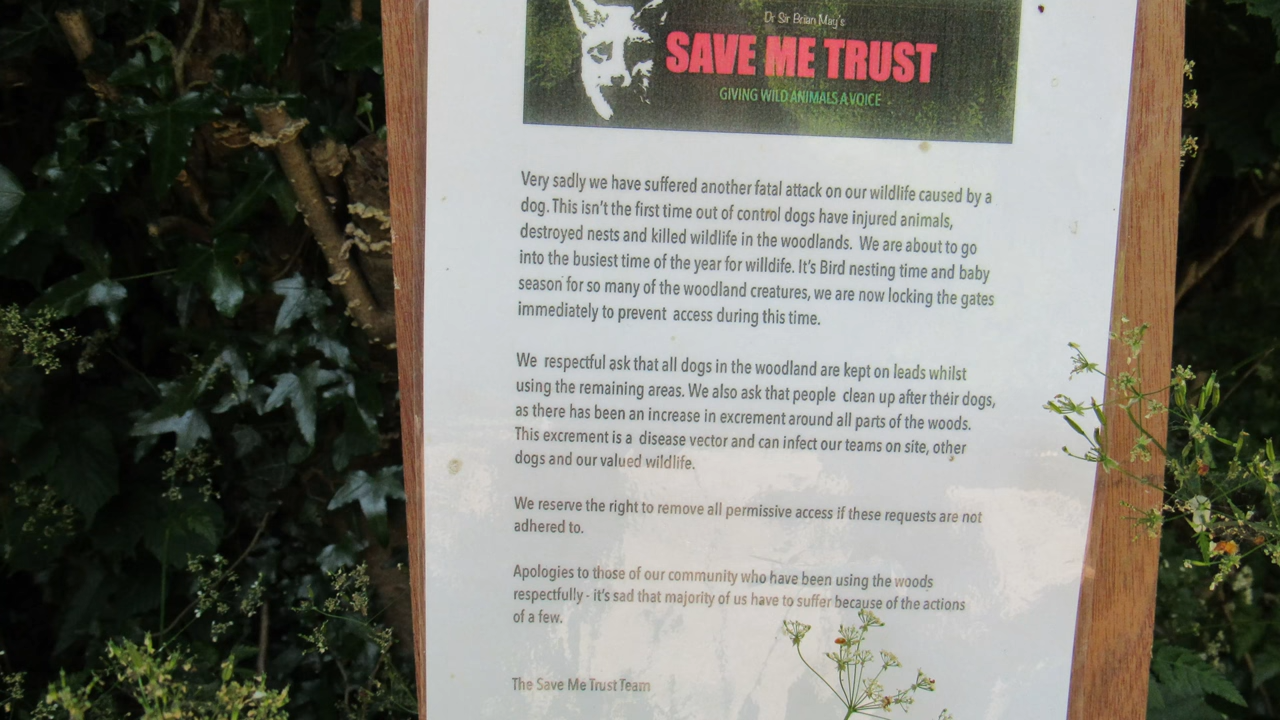 Dr Sir Brian May's
SAVE ME TRUST
GIVING WILD ANIMALS A VOICE
Very sadly we have suffered another fatal attack on our wildlife caused by a
dog. This isn't the first time out of control dogs have injured animals,
destroyed nests and killed wildlife in the woodlands. We are about to go
into the busiest time of the year for willdife. It's Bird nesting time and baby
season for so many of the woodland creatures, we are now locking the gates
immediately to prevent access during this time.
We respectful ask that all dogs in the woodland are kept on leads whilst
using the remaining areas. We also ask that people clean up after their dogs,
as there has been an increase in excrement around all parts of the woods.
This excrement is a disease vector and can infect our teams on site, other
dogs and our valued wildlife.
We reserve the right to remove all permissive access if these requests are not
adhered to.
Apologies to those of our community who have been using the woods
respectfully - it's sad that majority of us have to suffer because of the actions
of a few.
The Save Me Trust Team